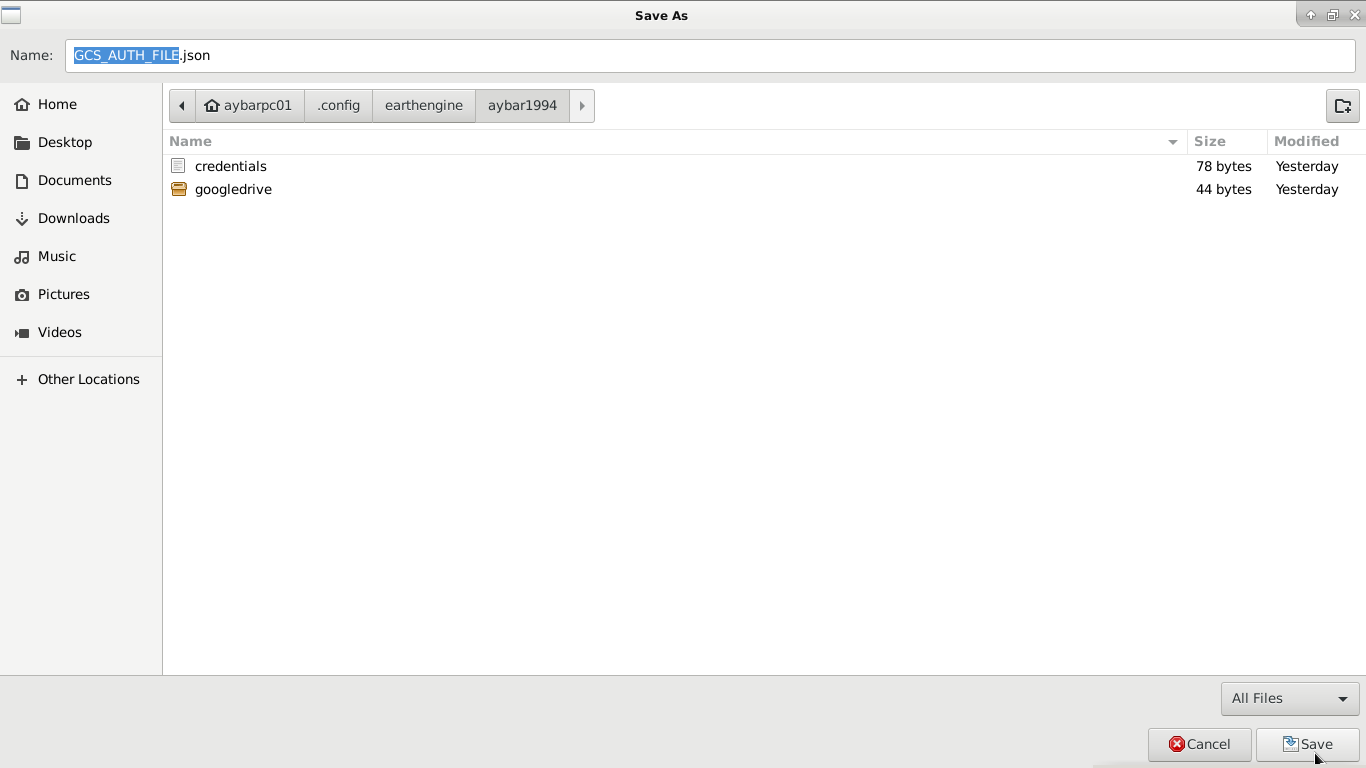 Save As
Name: GCS_AUTH_FILE.json
Home
Desktop
Documents
Downloads
Music
Pictures
Videos
Other Locations
aybarpc01 .config earthengine aybar1994
Name Size Modified
credentials 78 bytes Yesterday
googledrive 44 bytes Yesterday
All Files
Cancel Save